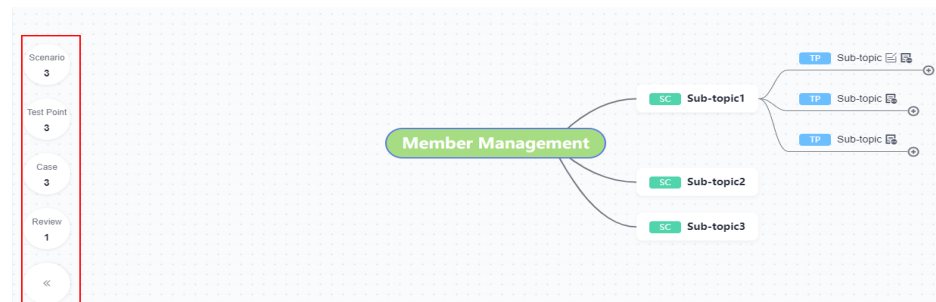 Scenario
3
Test Point
3
Case
3
Review
1
«
Member Management
SC Sub-topic1
SC Sub-topic2
SC Sub-topic3
TP Sub-topic
TP Sub-topic
TP Sub-topic